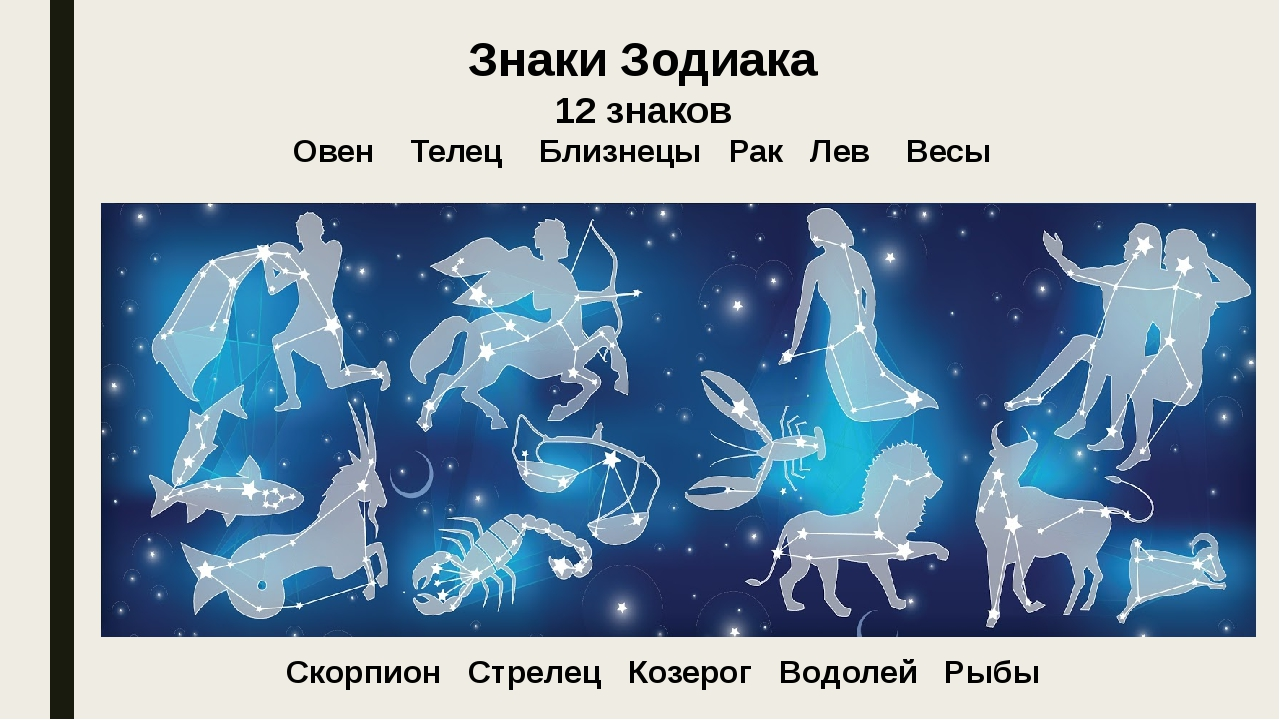 Знаки Зодиака
12 знаков
Овен Телец Близнецы Рак Лев Весы
Скорпион Стрелец Козерог Водолей Рыбы